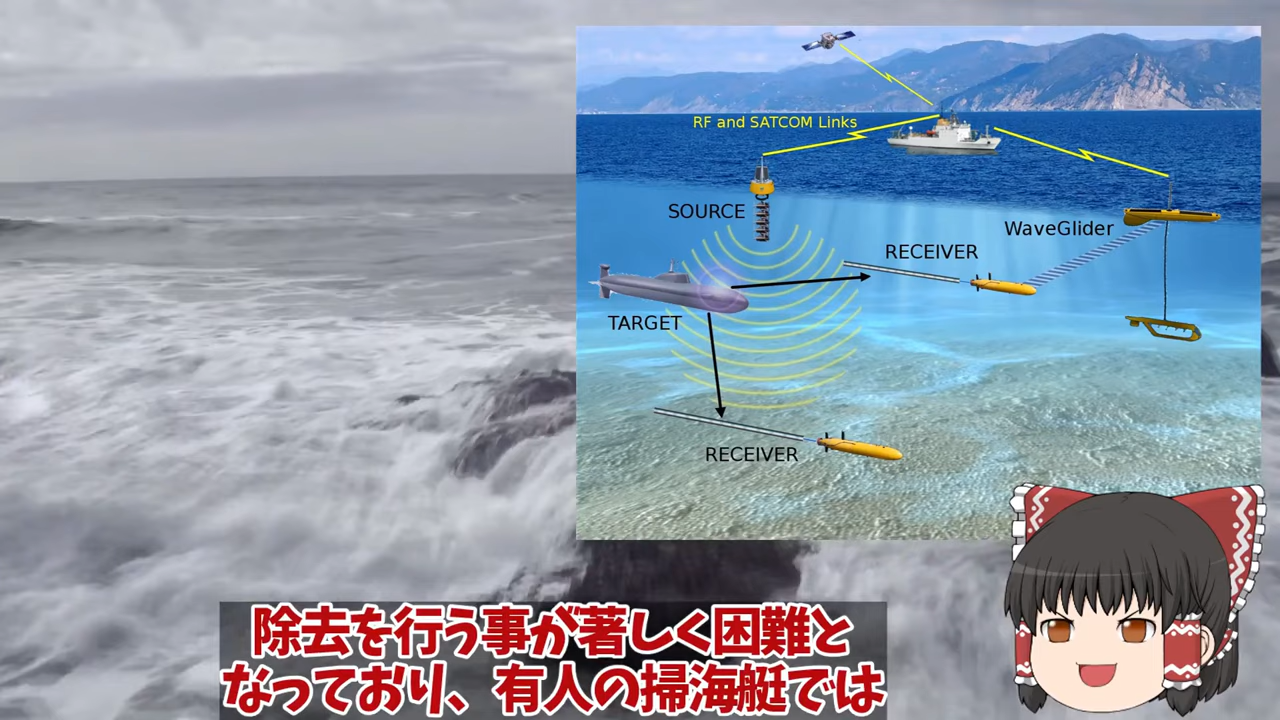 RF and SATCOM Links
SOURCE
WaveGlider
RECEIVER
TARGET
RECEIVER
除去を行う事が著しく困難と
なっており、有人の掃海艇では